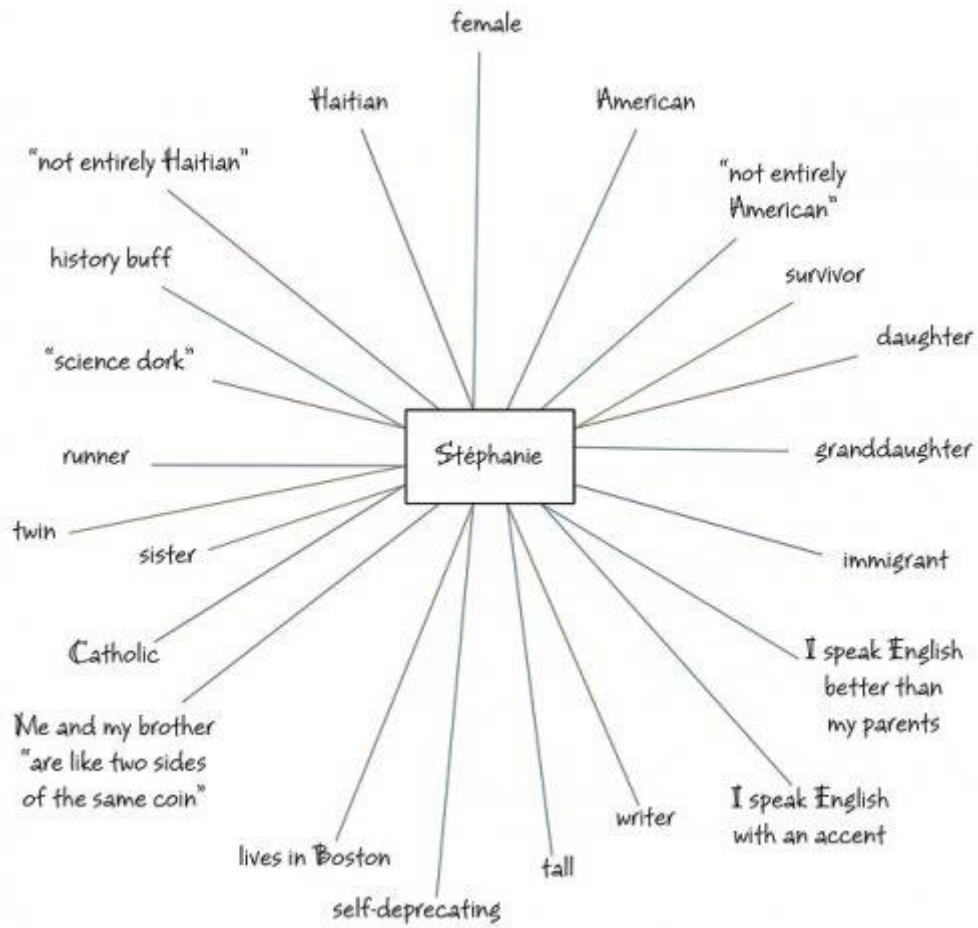 female
Haitian
American
"not entirely Haitian"
"not entirely
American"
history buff
survivor
"science dork"
daughter
runner
Stéphanie
granddaughter
twin
sister
immigrant
Catholic
I speak English
better than
my parents
Me and my brother
"are like two sides
of the same coin"
I speak English
with an accent
writer
lives in Boston
tall
self-deprecating